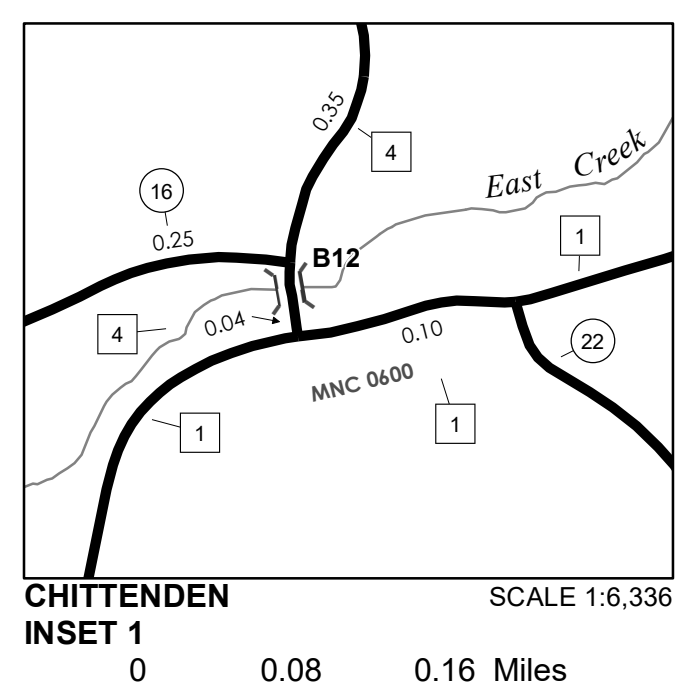 0.35
4
East Creek
16
1
0.25
B12
0.04
4
0.10
22
MNC 0600
1
1
CHITTENDEN
INSET 1
SCALE 1:6,336
0 0.08 0.16 Miles